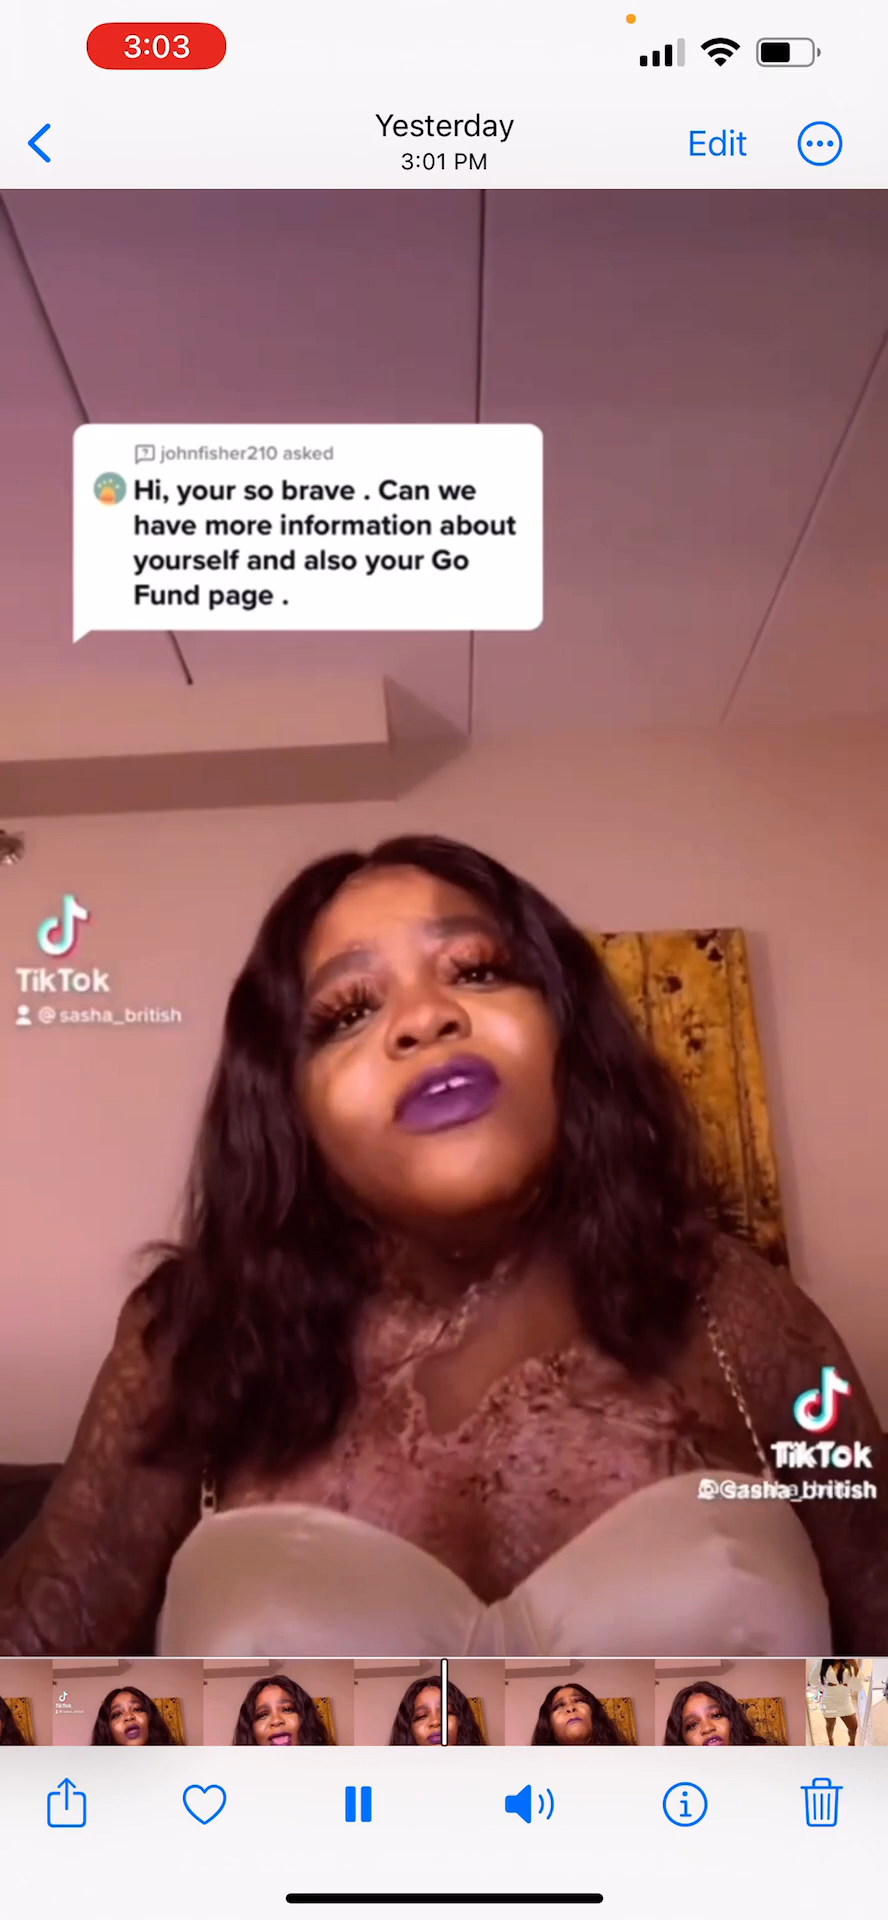 3:03
Yesterday
3:01 PM
Edit
johnfisher210 asked
Hi, your so brave . Can we
have more information about
yourself and also your Go
Fund page .
TikTok
@sasha_british
TikTok
@sasha_british